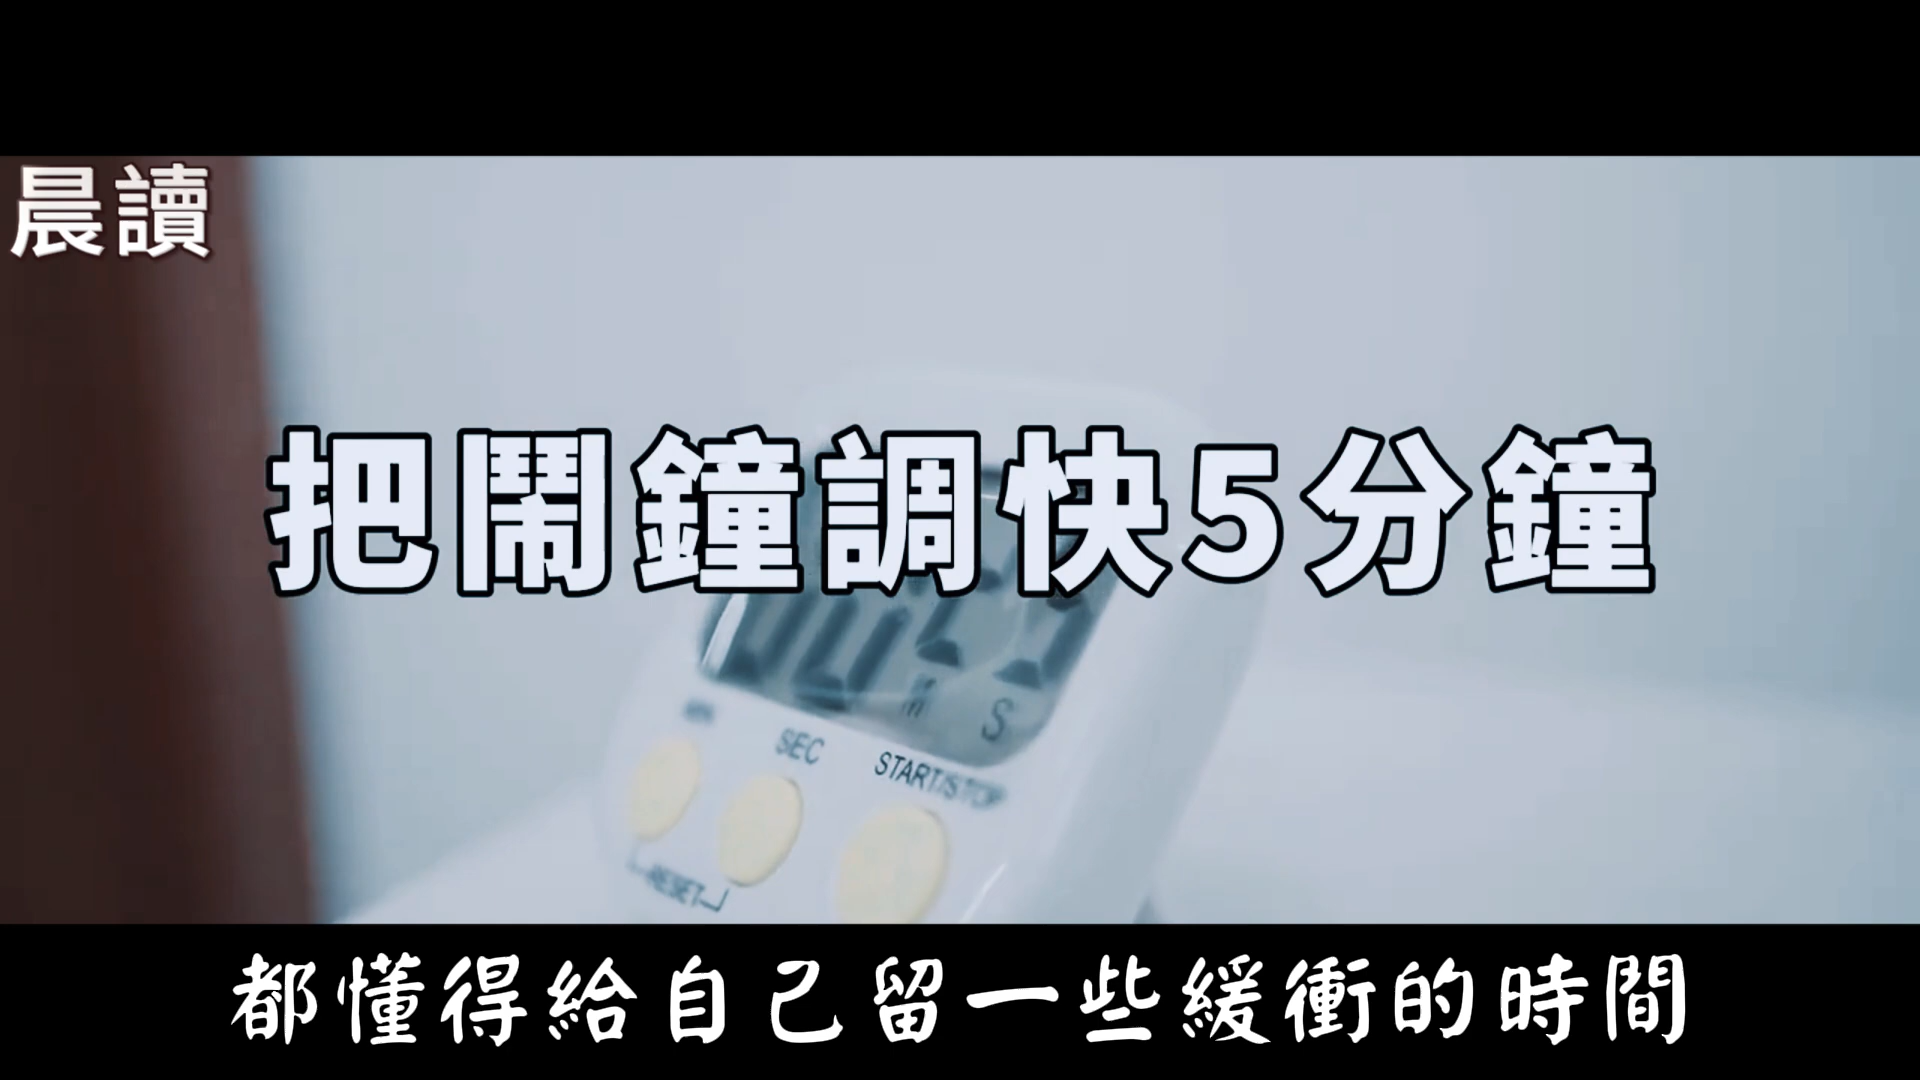 晨讀
把鬧鐘調快5分鐘
M S
SEC START/STOP
RESET
都懂得給自己留一些緩衝的時間